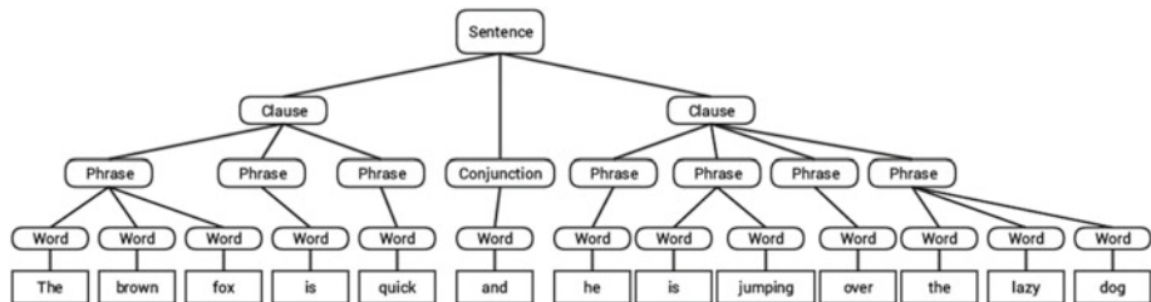 Sentence
Clause Clause
Phrase Phrase Phrase Conjunction Phrase Phrase Phrase Phrase
Word Word Word Word Word Word Word Word Word Word Word Word Word
The brown fox is quick and he is jumping over the lazy dog